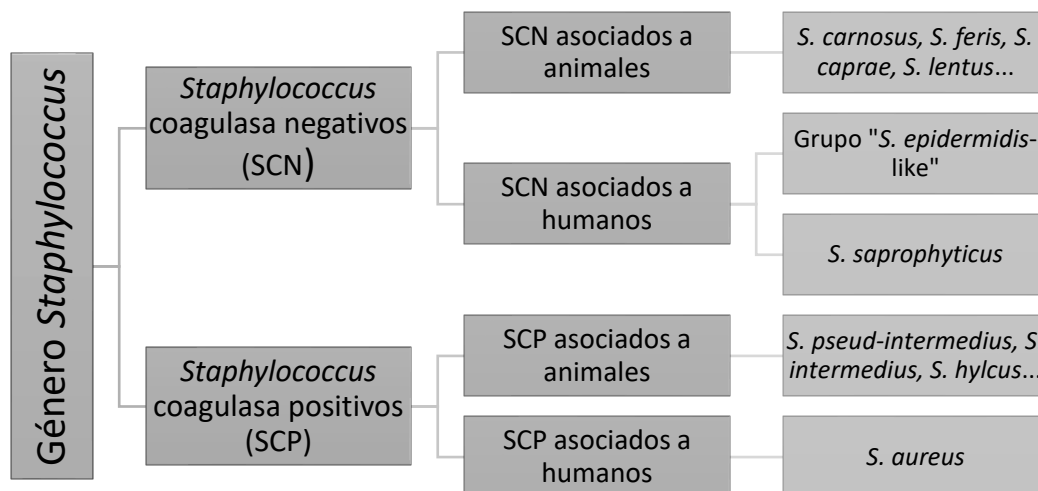 Género Staphylococcus
Staphylococcus
coagulasa negativos
(SCN)
SCN asociados a
animales
S. carnosus, S. feris, S.
caprae, S. lentus...
SCN asociados a
humanos
Grupo "S. epidermidis-
like"
S. saprophyticus
Staphylococcus
coagulasa positivos
(SCP)
SCP asociados a
animales
S. pseud-intermedius, S.
intermedius, S. hylcus...
SCP asociados a
humanos
S. aureus